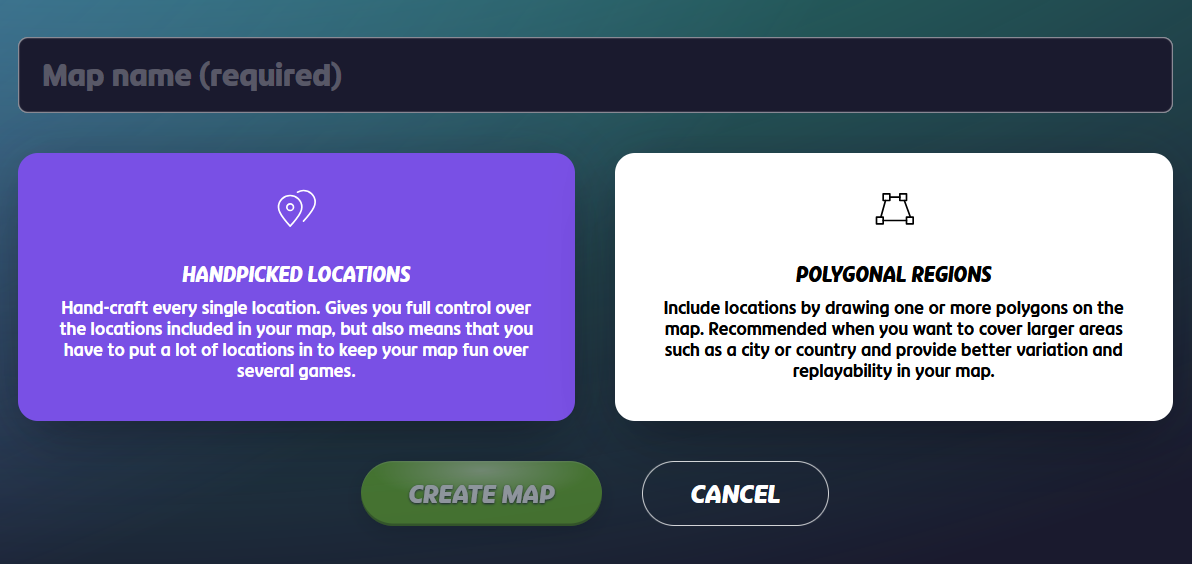 Map name (required)
HANDPICKED LOCATIONS
Hand-craft every single location. Gives you full control over
the locations included in your map, but also means that you
have to put a lot of locations in to keep your map fun over
several games.
POLYGONAL REGIONS
Include locations by drawing one or more polygons on the
map. Recommended when you want to cover larger areas
such as a city or country and provide better variation and
replayability in your map.
CREATE MAP
CANCEL